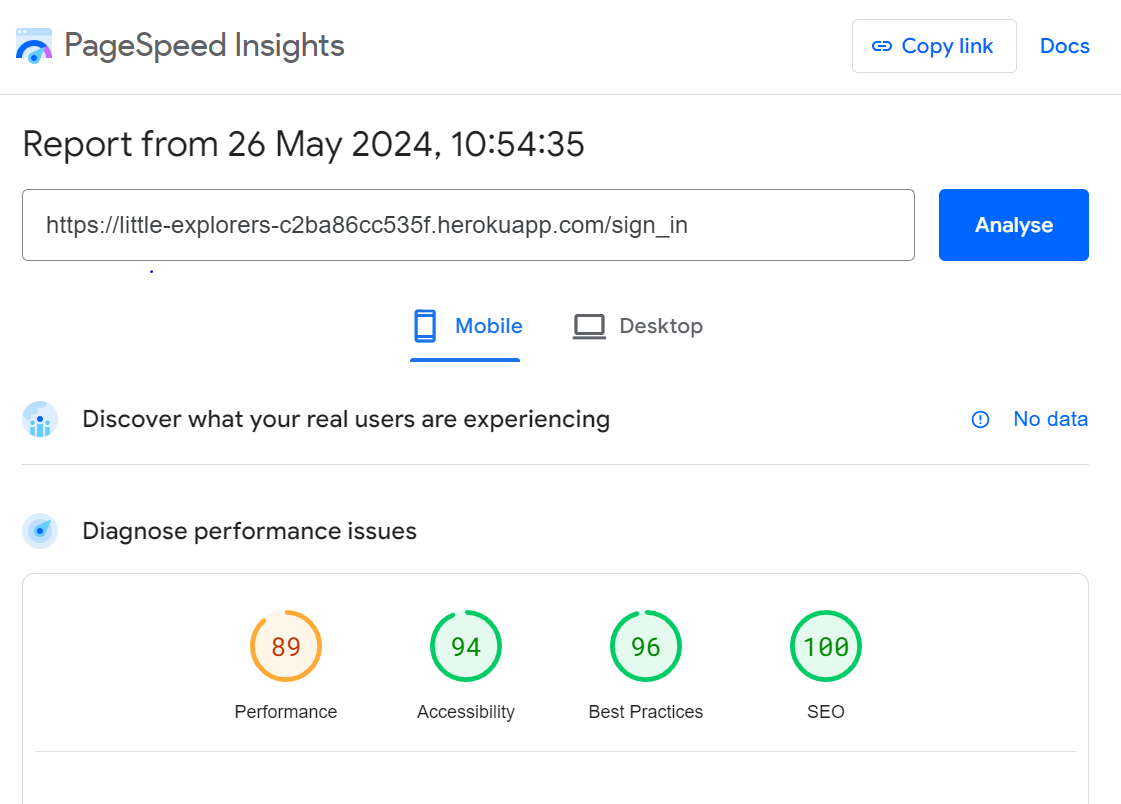 PageSpeed Insights
Copy link
Docs
Report from 26 May 2024, 10:54:35
https://little-explorers-c2ba86cc535f.herokuapp.com/sign_in
Analyse
Mobile
Desktop
Discover what your real users are experiencing
No data
Diagnose performance issues
89
94
96
100
Performance
Accessibility
Best Practices
SEO